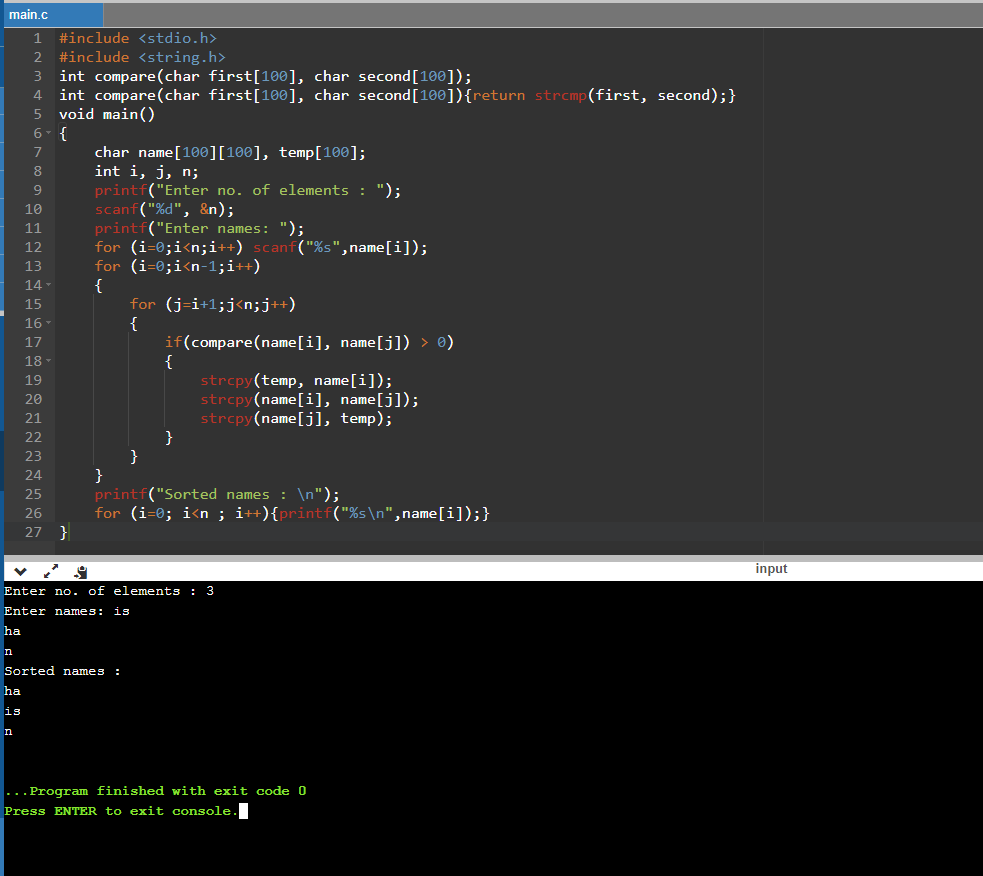 main.c
1 #include <stdio.h>
2 #include <string.h>
3 int compare(char first[100], char second[100]);
4 int compare(char first[100], char second[100]){return strcmp(first, second);}
5 void main()
6 {
7     char name[100][100], temp[100];
8     int i, j, n;
9     printf("Enter no. of elements : ");
10     scanf("%d", &n);
11     printf("Enter names: ");
12     for (i=0;i<n;i++) scanf("%s",name[i]);
13     for (i=0;i<n-1;i++)
14     {
15         for (j=i+1;j<n;j++)
16         {
17             if(compare(name[i], name[j]) > 0)
18             {
19                 strcpy(temp, name[i]);
20                 strcpy(name[i], name[j]);
21                 strcpy(name[j], temp);
22             }
23         }
24     }
25     printf("Sorted names : \n");
26     for (i=0; i<n ; i++){printf("%s\n",name[i]);}
27 }
input
Enter no. of elements : 3
Enter names: is
ha
n
Sorted names :
ha
is
n
...Program finished with exit code 0
Press ENTER to exit console.